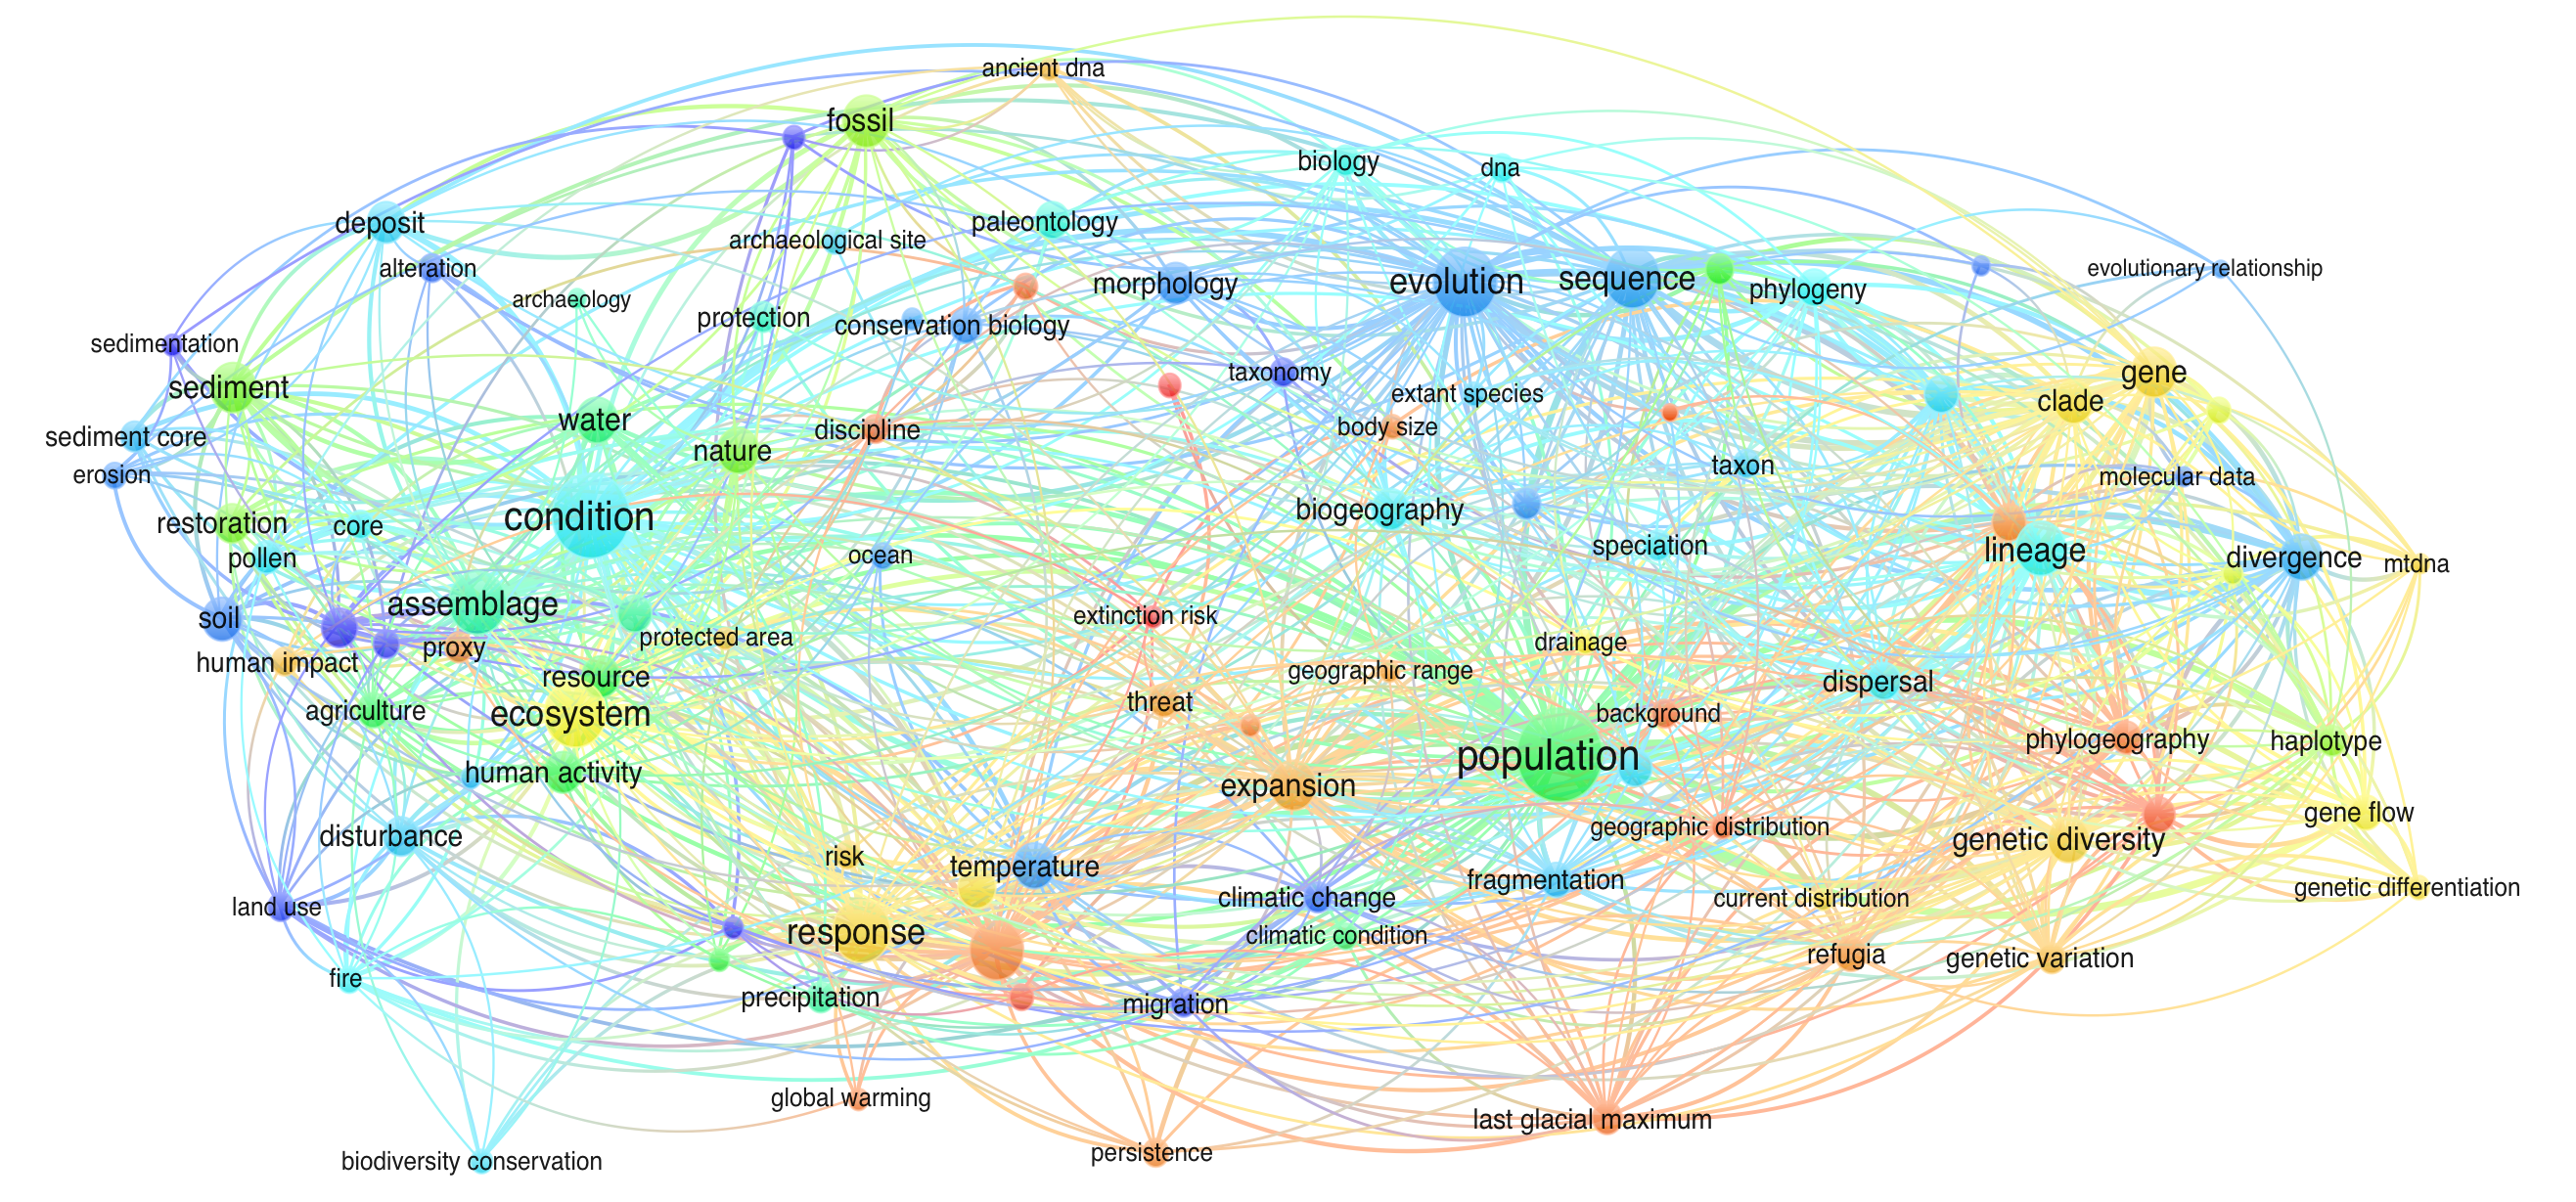 ancient dna
fossil
biology
dna
deposit
paleontology
archaeological site
alteration
evolutionary relationship
evolution
sequence
morphology
phylogeny
archaeology
protection
conservation biology
sedimentation
taxonomy
gene
sediment
extant species
clade
water
body size
discipline
sediment core
nature
taxon
erosion
molecular data
biogeography
condition
restoration
core
speciation
lineage
ocean
pollen
divergence
mtdna
assemblage
extinction risk
soil
protected area
drainage
proxy
human impact
geographic range
resource
dispersal
threat
agriculture
ecosystem
background
phylogeography
haplotype
population
human activity
expansion
gene flow
geographic distribution
disturbance
genetic diversity
risk
temperature
fragmentation
genetic differentiation
climatic change
current distribution
land use
response
climatic condition
refugia
genetic variation
fire
precipitation
migration
global warming
last glacial maximum
persistence
biodiversity conservation